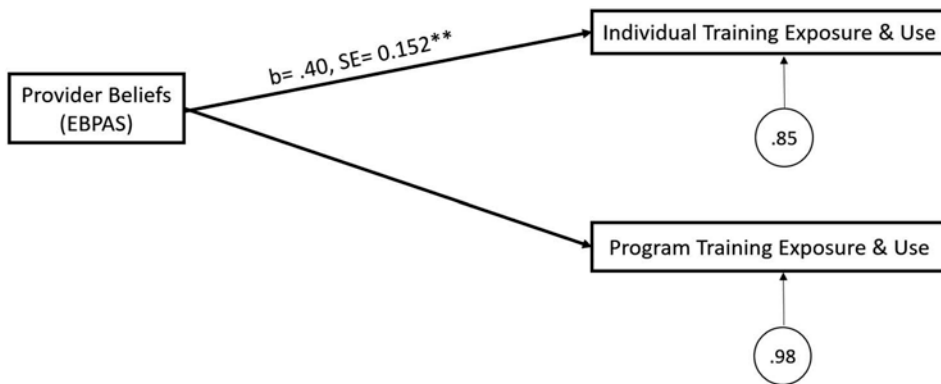 Individual Training Exposure & Use
b= .40, SE= 0.152**
Provider Beliefs
(EBPAS)
.85
Program Training Exposure & Use
.98